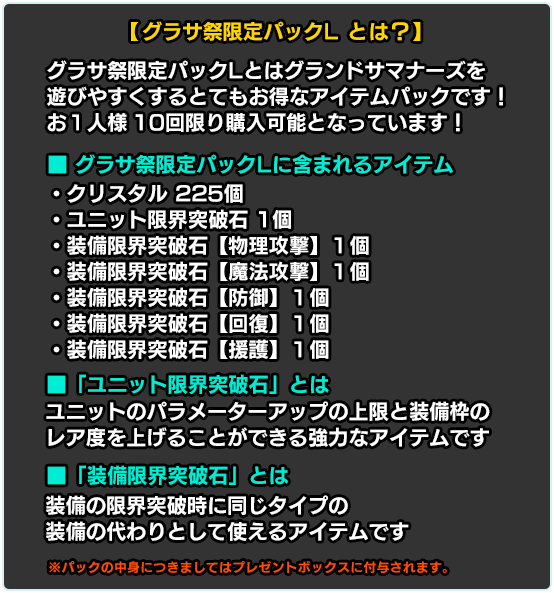 【グラサ祭限定パックL とは？】
グラサ祭限定パックLとはグランドサマナーズを
遊びやすくするとてもお得なアイテムパックです！
お１人様 10回限り購入可能となっています！
■ グラサ祭限定パックLに含まれるアイテム
・クリスタル 225個
・ユニット限界突破石 1個
・装備限界突破石【物理攻撃】１個
・装備限界突破石【魔法攻撃】１個
・装備限界突破石【防御】１個
・装備限界突破石【回復】１個
・装備限界突破石【援護】１個
■「ユニット限界突破石」とは
ユニットのパラメーターアップの上限と装備枠の
レア度を上げることができる強力なアイテムです
■「装備限界突破石」とは
装備の限界突破時に同じタイプの
装備の代わりとして使えるアイテムです
※パックの中身につきましてはプレゼントボックスに付与されます。